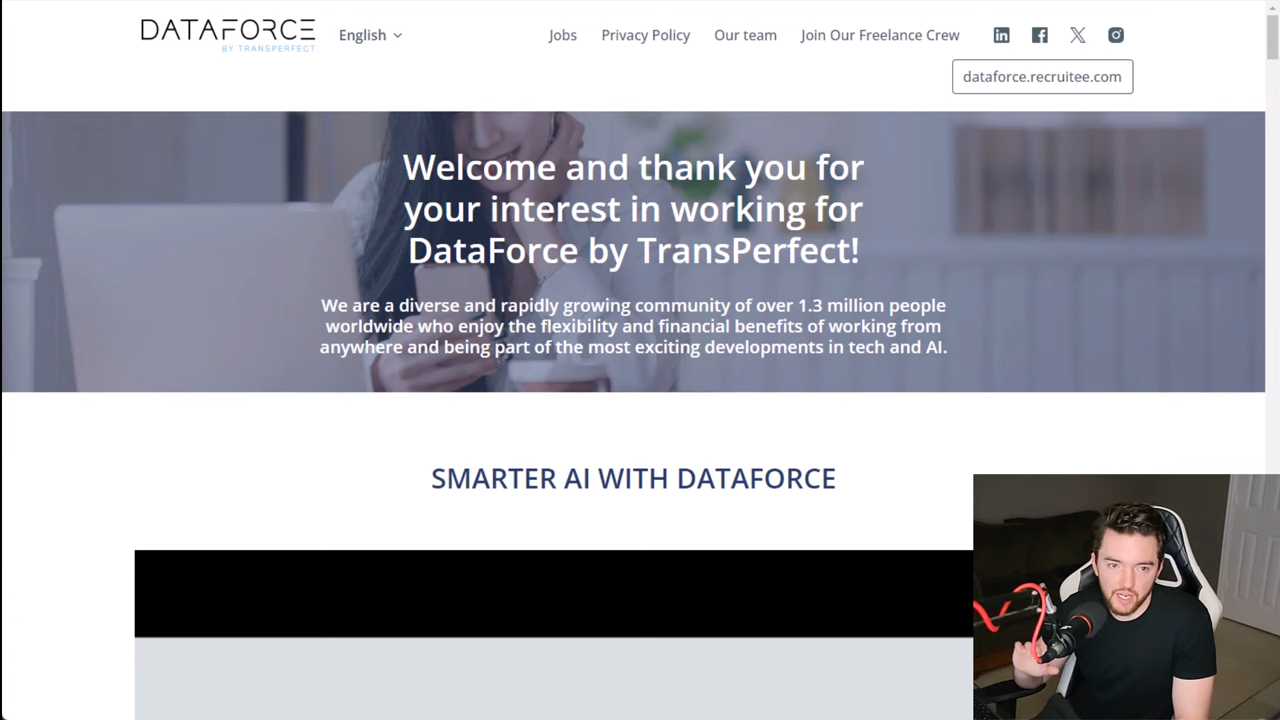 DATAFORCE
BY TRANSPERFECT
English
Jobs
Privacy Policy
Our team
Join Our Freelance Crew
dataforce.recruitee.com
Welcome and thank you for
your interest in working for
DataForce by TransPerfect!
We are a diverse and rapidly growing community of over 1.3 million people
worldwide who enjoy the flexibility and financial benefits of working from
anywhere and being part of the most exciting developments in tech and AI.
SMARTER AI WITH DATAFORCE